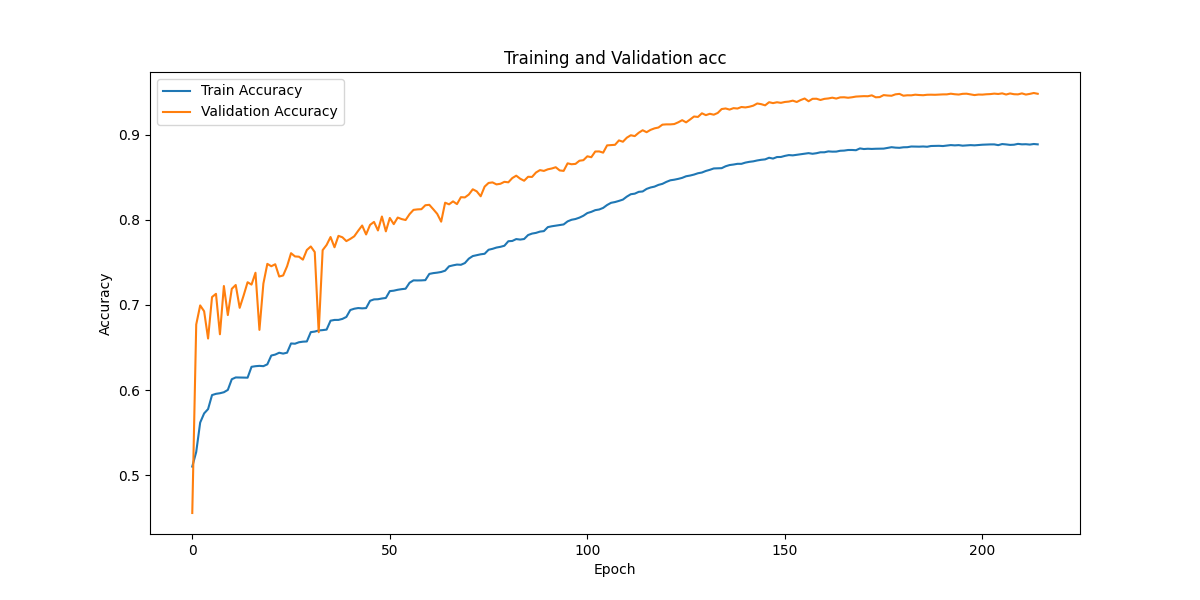 Training and Validation acc
Train Accuracy
Validation Accuracy
0.9
0.8
0.7
0.6
0.5
Accuracy
0 50 100 150 200
Epoch